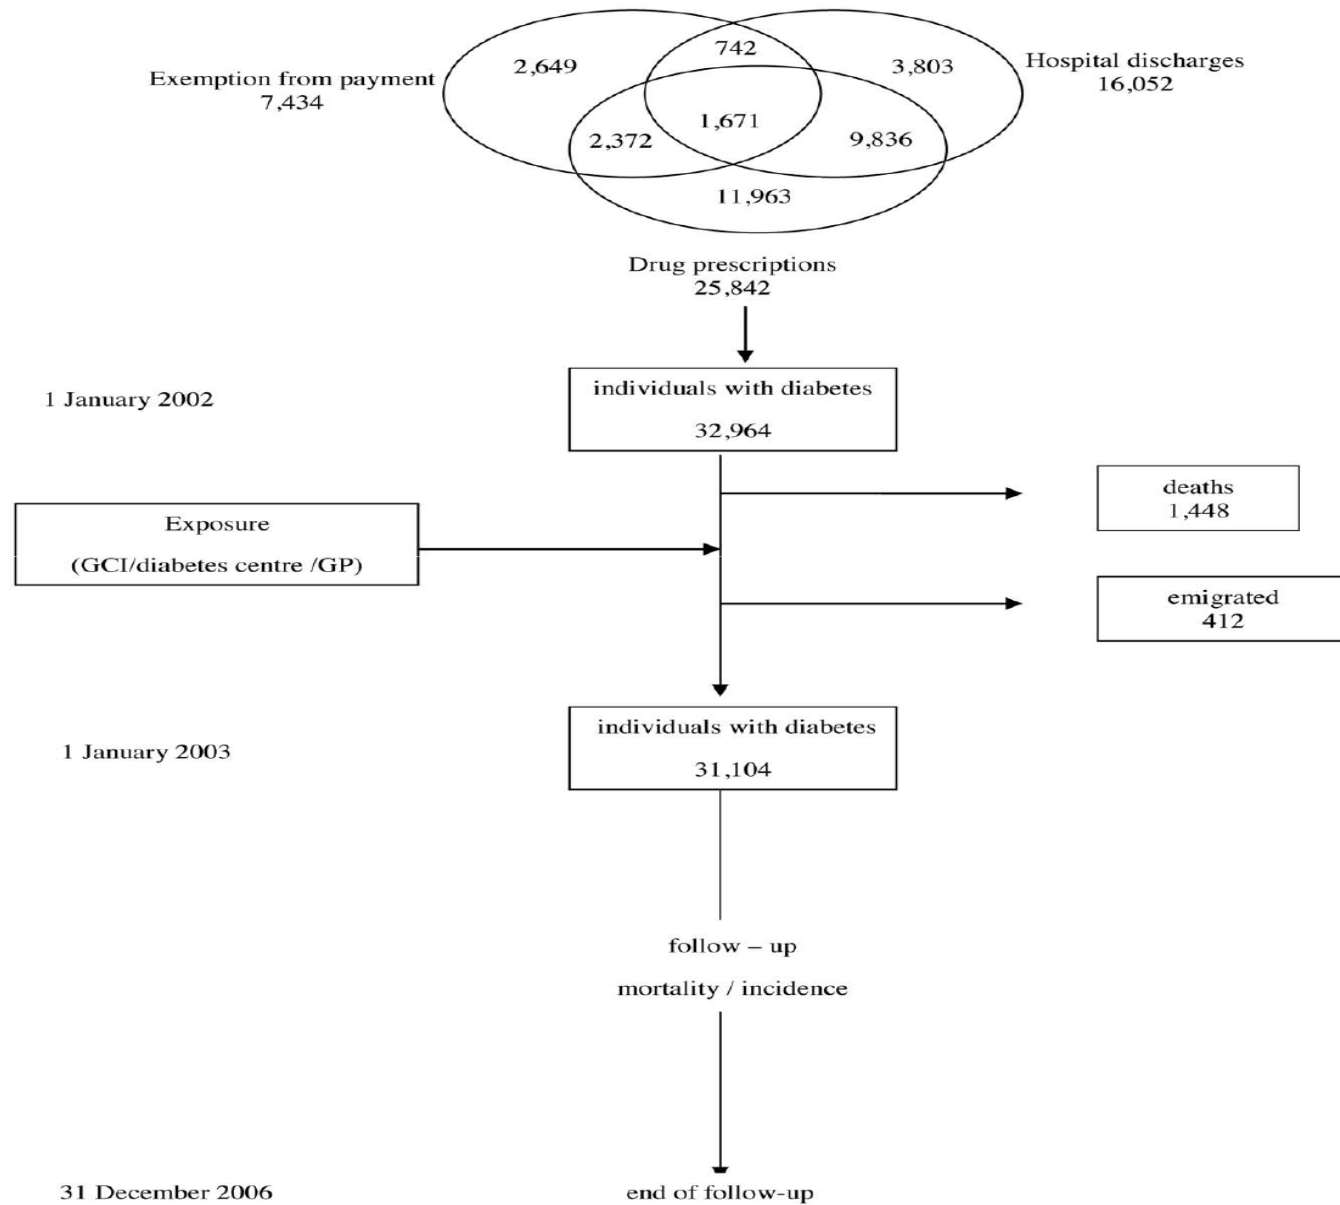 742
2,649
3,803
Exemption from payment
7,434
Hospital discharges
16,052
1,671
2,372
9,836
11,963
Drug prescriptions
25,842
1 January 2002
individuals with diabetes
32,964
deaths
1,448
Exposure
(GCI/diabetes centre /GP)
emigrated
412
1 January 2003
individuals with diabetes
31,104
follow – up
mortality / incidence
31 December 2006
end of follow-up